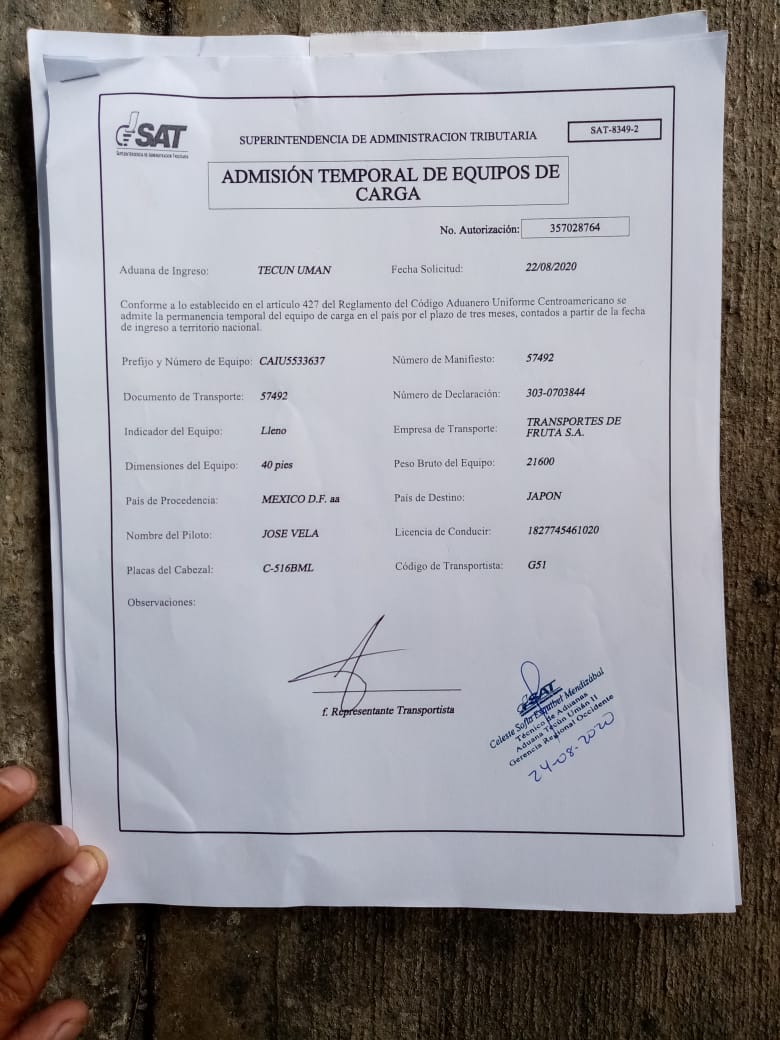 SAT
SUPERINTENDENCIA DE ADMINISTRACION TRIBUTARIA
SUPERINTENDENCIA DE ADMINISTRACION TRIBUTARIA
SAT-8349-2
ADMISIÓN TEMPORAL DE EQUIPOS DE
CARGA
No. Autorización: 357028764
Aduana de Ingreso: TECUN UMAN Fecha Solicitud: 22/08/2020
Conforme a lo establecido en el artículo 427 del Reglamento del Código Aduanero Uniforme Centroamericano se
admite la permanencia temporal del equipo de carga en el país por el plazo de tres meses, contados a partir de la fecha
de ingreso a territorio nacional.
Prefijo y Número de Equipo: CAIU5533637 Número de Manifiesto: 57492
Documento de Transporte: 57492 Número de Declaración: 303-0703844
Indicador del Equipo: Lleno Empresa de Transporte: TRANSPORTES DE
FRUTA S.A.
Dimensiones del Equipo: 40 pies Peso Bruto del Equipo: 21600
País de Procedencia: MEXICO D.F. aa País de Destino: JAPON
Nombre del Piloto: JOSE VELA Licencia de Conducir: 1827745461020
Placas del Cabezal: C-516BML Código de Transportista: G51
Observaciones:
f. Representante Transportista
SAT
Celeste Sofia Esquibel Mendizábal
Técnico de Aduanas
Aduana Tecún Umán II
Gerencia Regional Occidente
24-08-2020